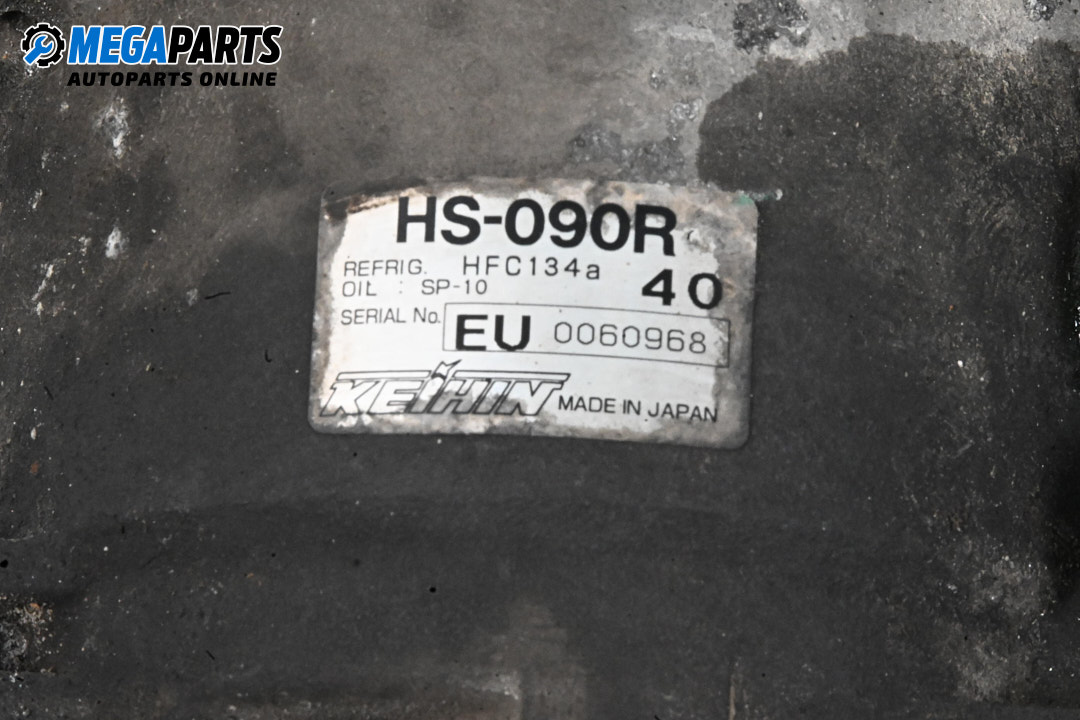 MEGAPARTS
AUTOPARTS ONLINE
HS-090R
REFRIG. HFC134a 40
OIL : SP-10
SERIAL No. EU 0060968
KEIHIN MADE IN JAPAN